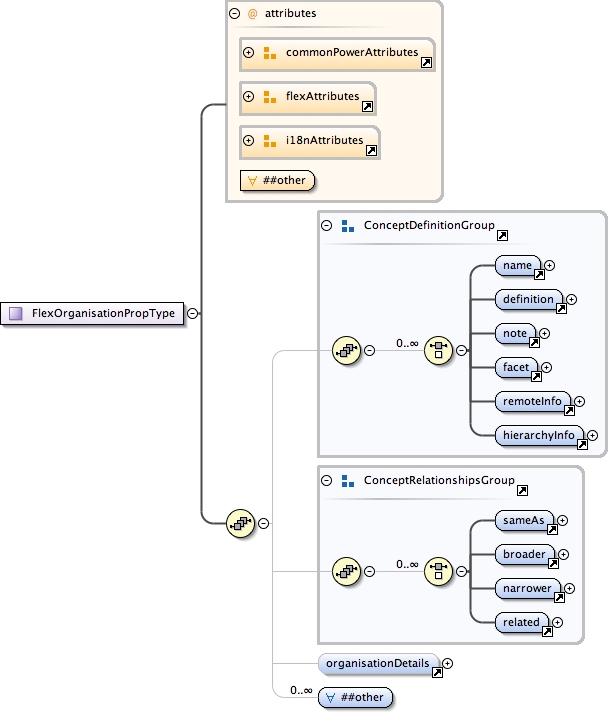 @ attributes
commonPowerAttributes
flexAttributes
i18nAttributes
##other
ConceptDefinitionGroup
name
definition
FlexOrganisationPropType
note
0..∞
facet
remoteInfo
hierarchyInfo
ConceptRelationshipsGroup
sameAs
broader
0..∞
narrower
related
organisationDetails
0..∞ ##other